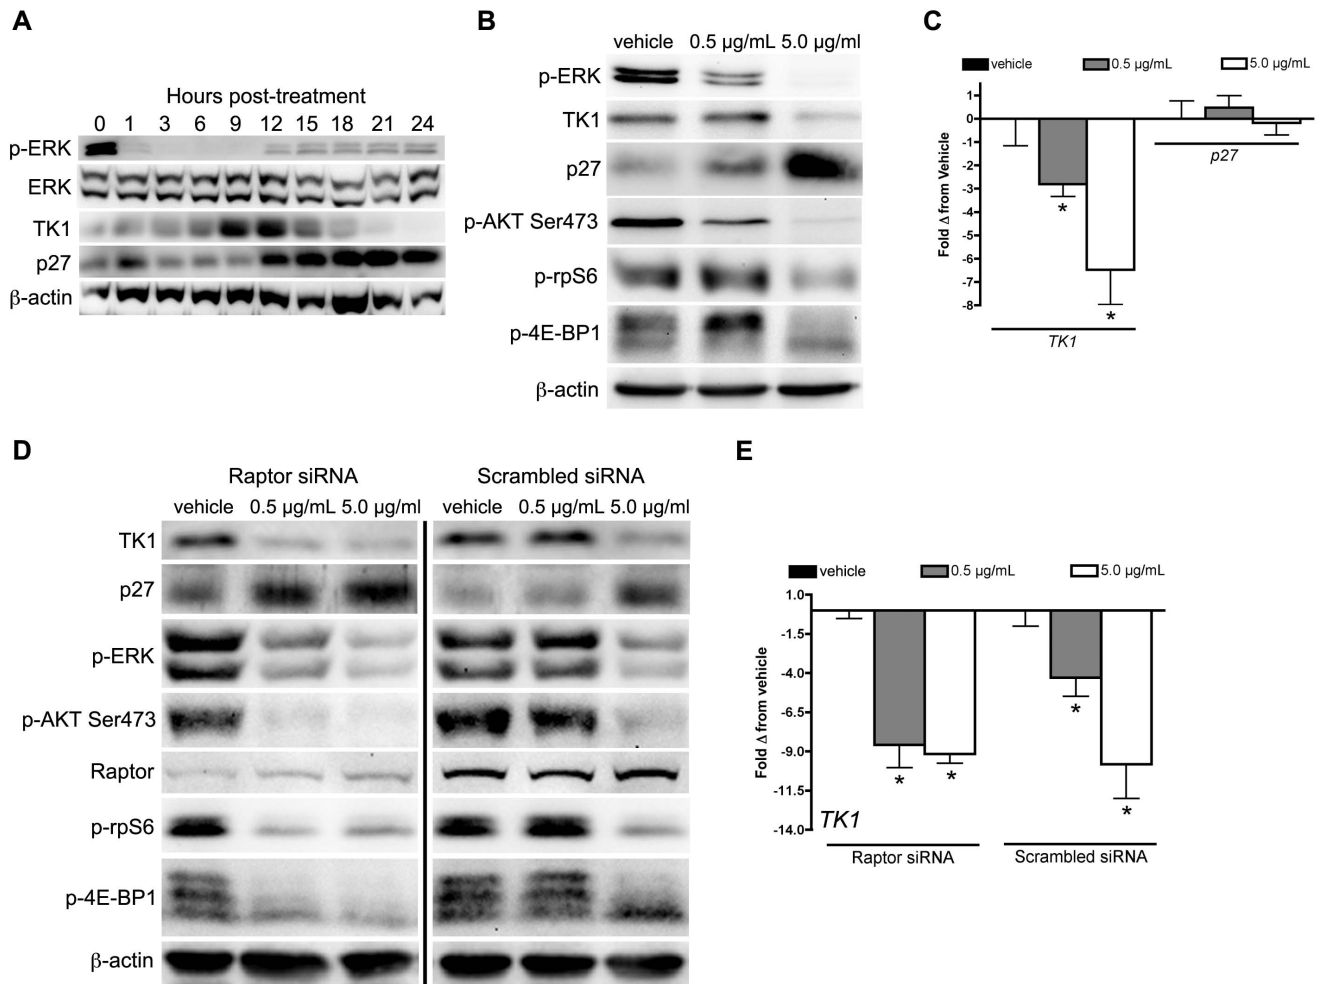 A
Hours post-treatment
0 1 3 6 9 12 15 18 21 24
p-ERK
ERK
TK1
p27
β-actin
B
vehicle 0.5 µg/mL 5.0 µg/ml
p-ERK
TK1
p27
p-AKT Ser473
p-rpS6
p-4E-BP1
β-actin
C
vehicle 0.5 µg/mL 5.0 µg/mL
Fold Δ from Vehicle
1
0
-1
-2
-3
-4
-5
-6
-7
-8
*
*
p27
TK1
D
Raptor siRNA Scrambled siRNA
vehicle 0.5 µg/mL 5.0 µg/ml vehicle 0.5 µg/mL 5.0 µg/ml
TK1
p27
p-ERK
p-AKT Ser473
Raptor
p-rpS6
p-4E-BP1
β-actin
E
vehicle 0.5 µg/mL 5.0 µg/mL
Fold Δ from vehicle
1.0
-1.5
-4.0
-6.5
-9.0
-11.5
-14.0
* * * *
TK1
Raptor siRNA Scrambled siRNA